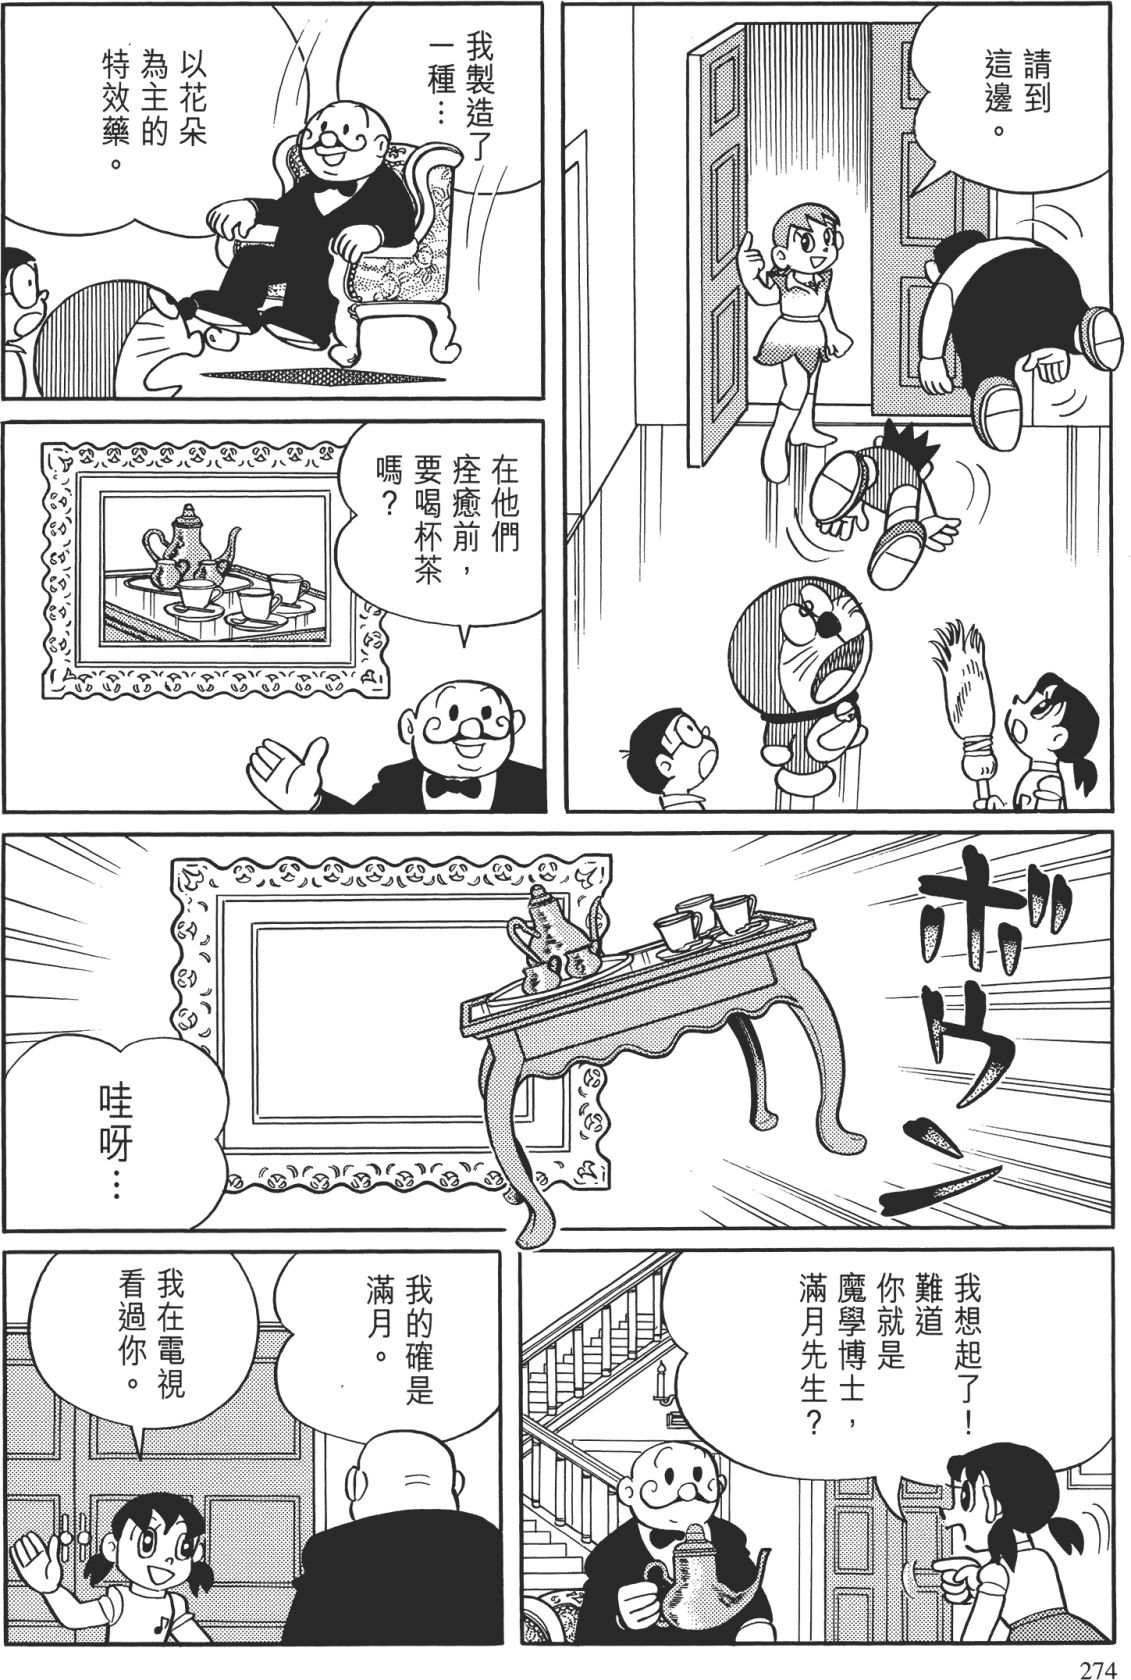 請到
這邊。
我製造了
一種…
以花朵
為主的
特效藥。
在他們
痊癒前，
要喝杯茶
嗎？
ボワン
哇呀…
我想起了！
難道
你就是
魔學博士，
滿月先生？
我的確是
滿月。
我在電視
看過你。
274